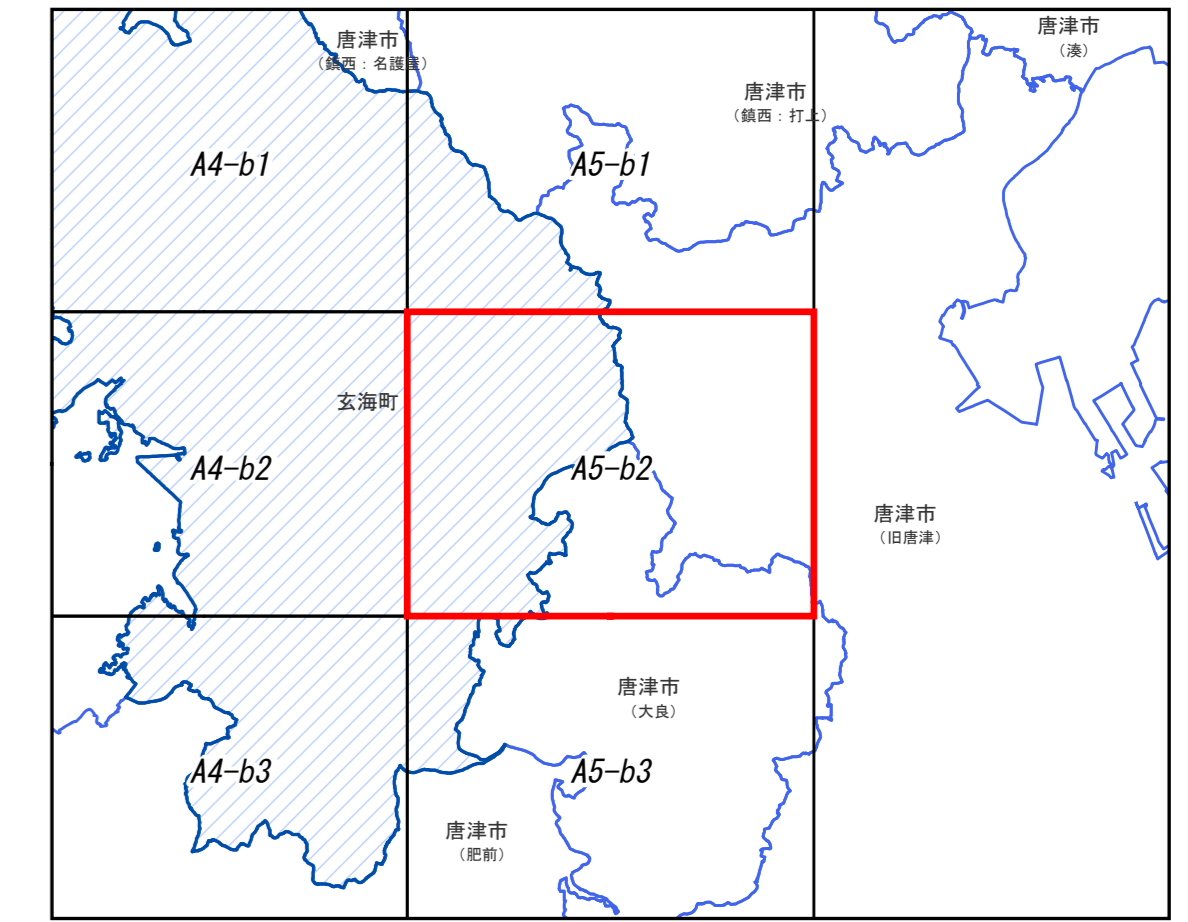 唐津市
（湊）
唐津市
（鎮西：名護屋）
唐津市
（鎮西：打上）
A4-b1
A5-b1
玄海町
A4-b2
A5-b2
唐津市
（旧唐津）
唐津市
（大良）
A4-b3
A5-b3
唐津市
（肥前）